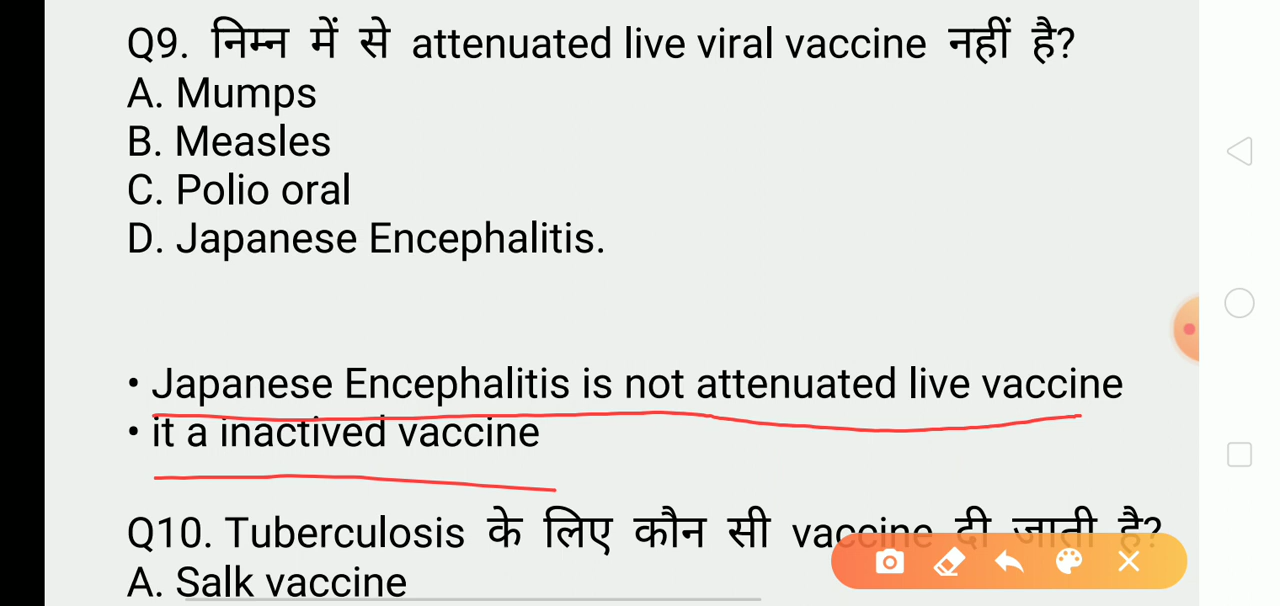 Q9. निम्न में से attenuated live viral vaccine नहीं है?
A. Mumps
B. Measles
C. Polio oral
D. Japanese Encephalitis.
• Japanese Encephalitis is not attenuated live vaccine
• it a inactived vaccine
Q10. Tuberculosis के लिए कौन सी vaccine दी जाती है?
A. Salk vaccine